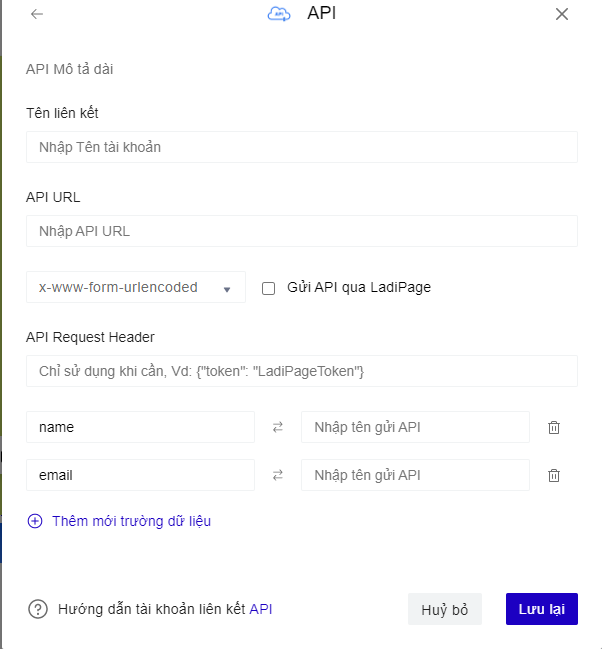 API
API Mô tả dài
Tên liên kết
Nhập Tên tài khoản
API URL
Nhập API URL
x-www-form-urlencoded
Gửi API qua LadiPage
API Request Header
Chỉ sử dụng khi cần, Vd: {"token": "LadiPageToken"}
name
Nhập tên gửi API
email
Nhập tên gửi API
Thêm mới trường dữ liệu
Hướng dẫn tài khoản liên kết API
Huỷ bỏ
Lưu lại